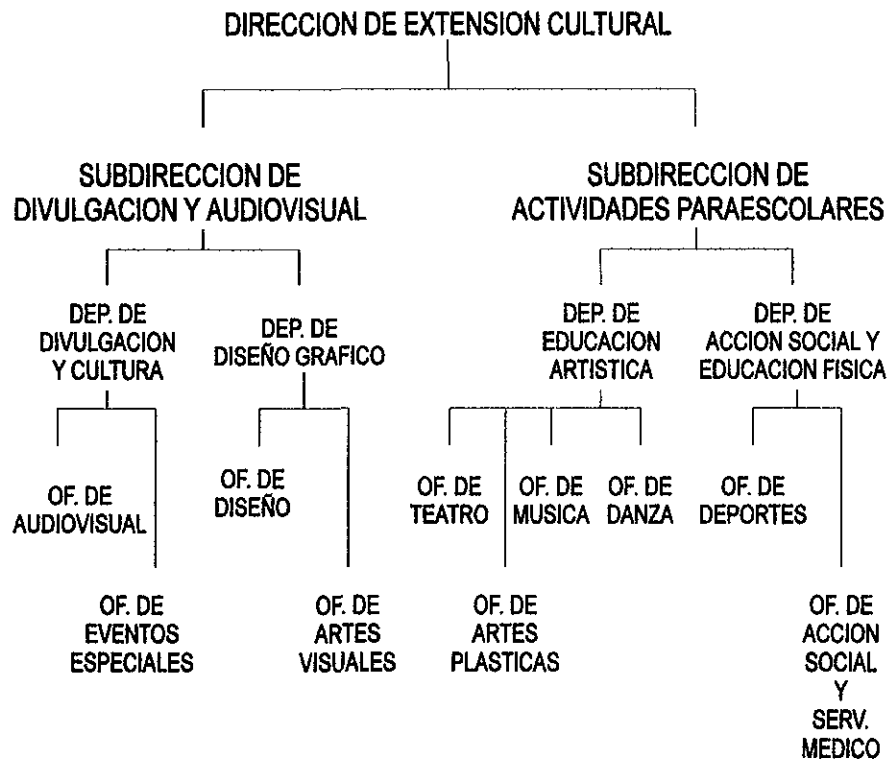 DIRECCION DE EXTENSION CULTURAL
SUBDIRECCION DE
DIVULGACION Y AUDIOVISUAL
SUBDIRECCION DE
ACTIVIDADES PARAESCOLARES
DEP. DE
DIVULGACION
Y CULTURA
DEP. DE
DISEÑO GRAFICO
DEP. DE
EDUCACION
ARTISTICA
DEP. DE
ACCION SOCIAL Y
EDUCACION FISICA
OF. DE
AUDIOVISUAL
OF. DE
DISEÑO
OF. DE
TEATRO
OF. DE
MUSICA
OF. DE
DANZA
OF. DE
DEPORTES
OF. DE
EVENTOS
ESPECIALES
OF. DE
ARTES
VISUALES
OF. DE
ARTES
PLASTICAS
OF. DE
ACCION
SOCIAL
Y
SERV.
MEDICO